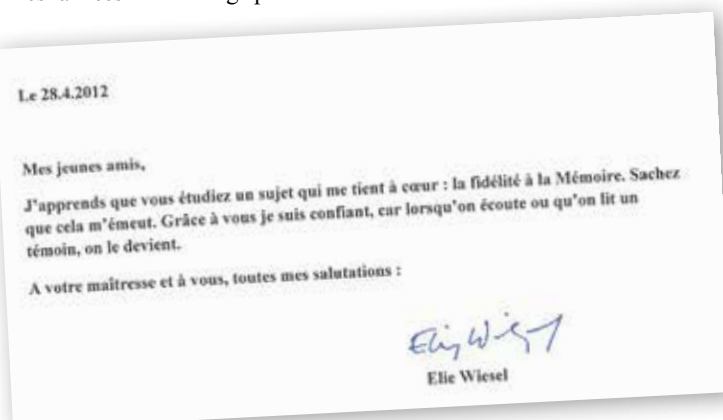 Le 28.4.2012
Mes jeunes amis,
J'apprends que vous étudiez un sujet qui me tient à cœur : la fidélité à la Mémoire. Sachez
que cela m'émeut. Grâce à vous je suis confiant, car lorsqu'on écoute ou qu'on lit un
témoin, on le devient.
A votre maîtresse et à vous, toutes mes salutations :
Elie Wiesel
Elie Wiesel